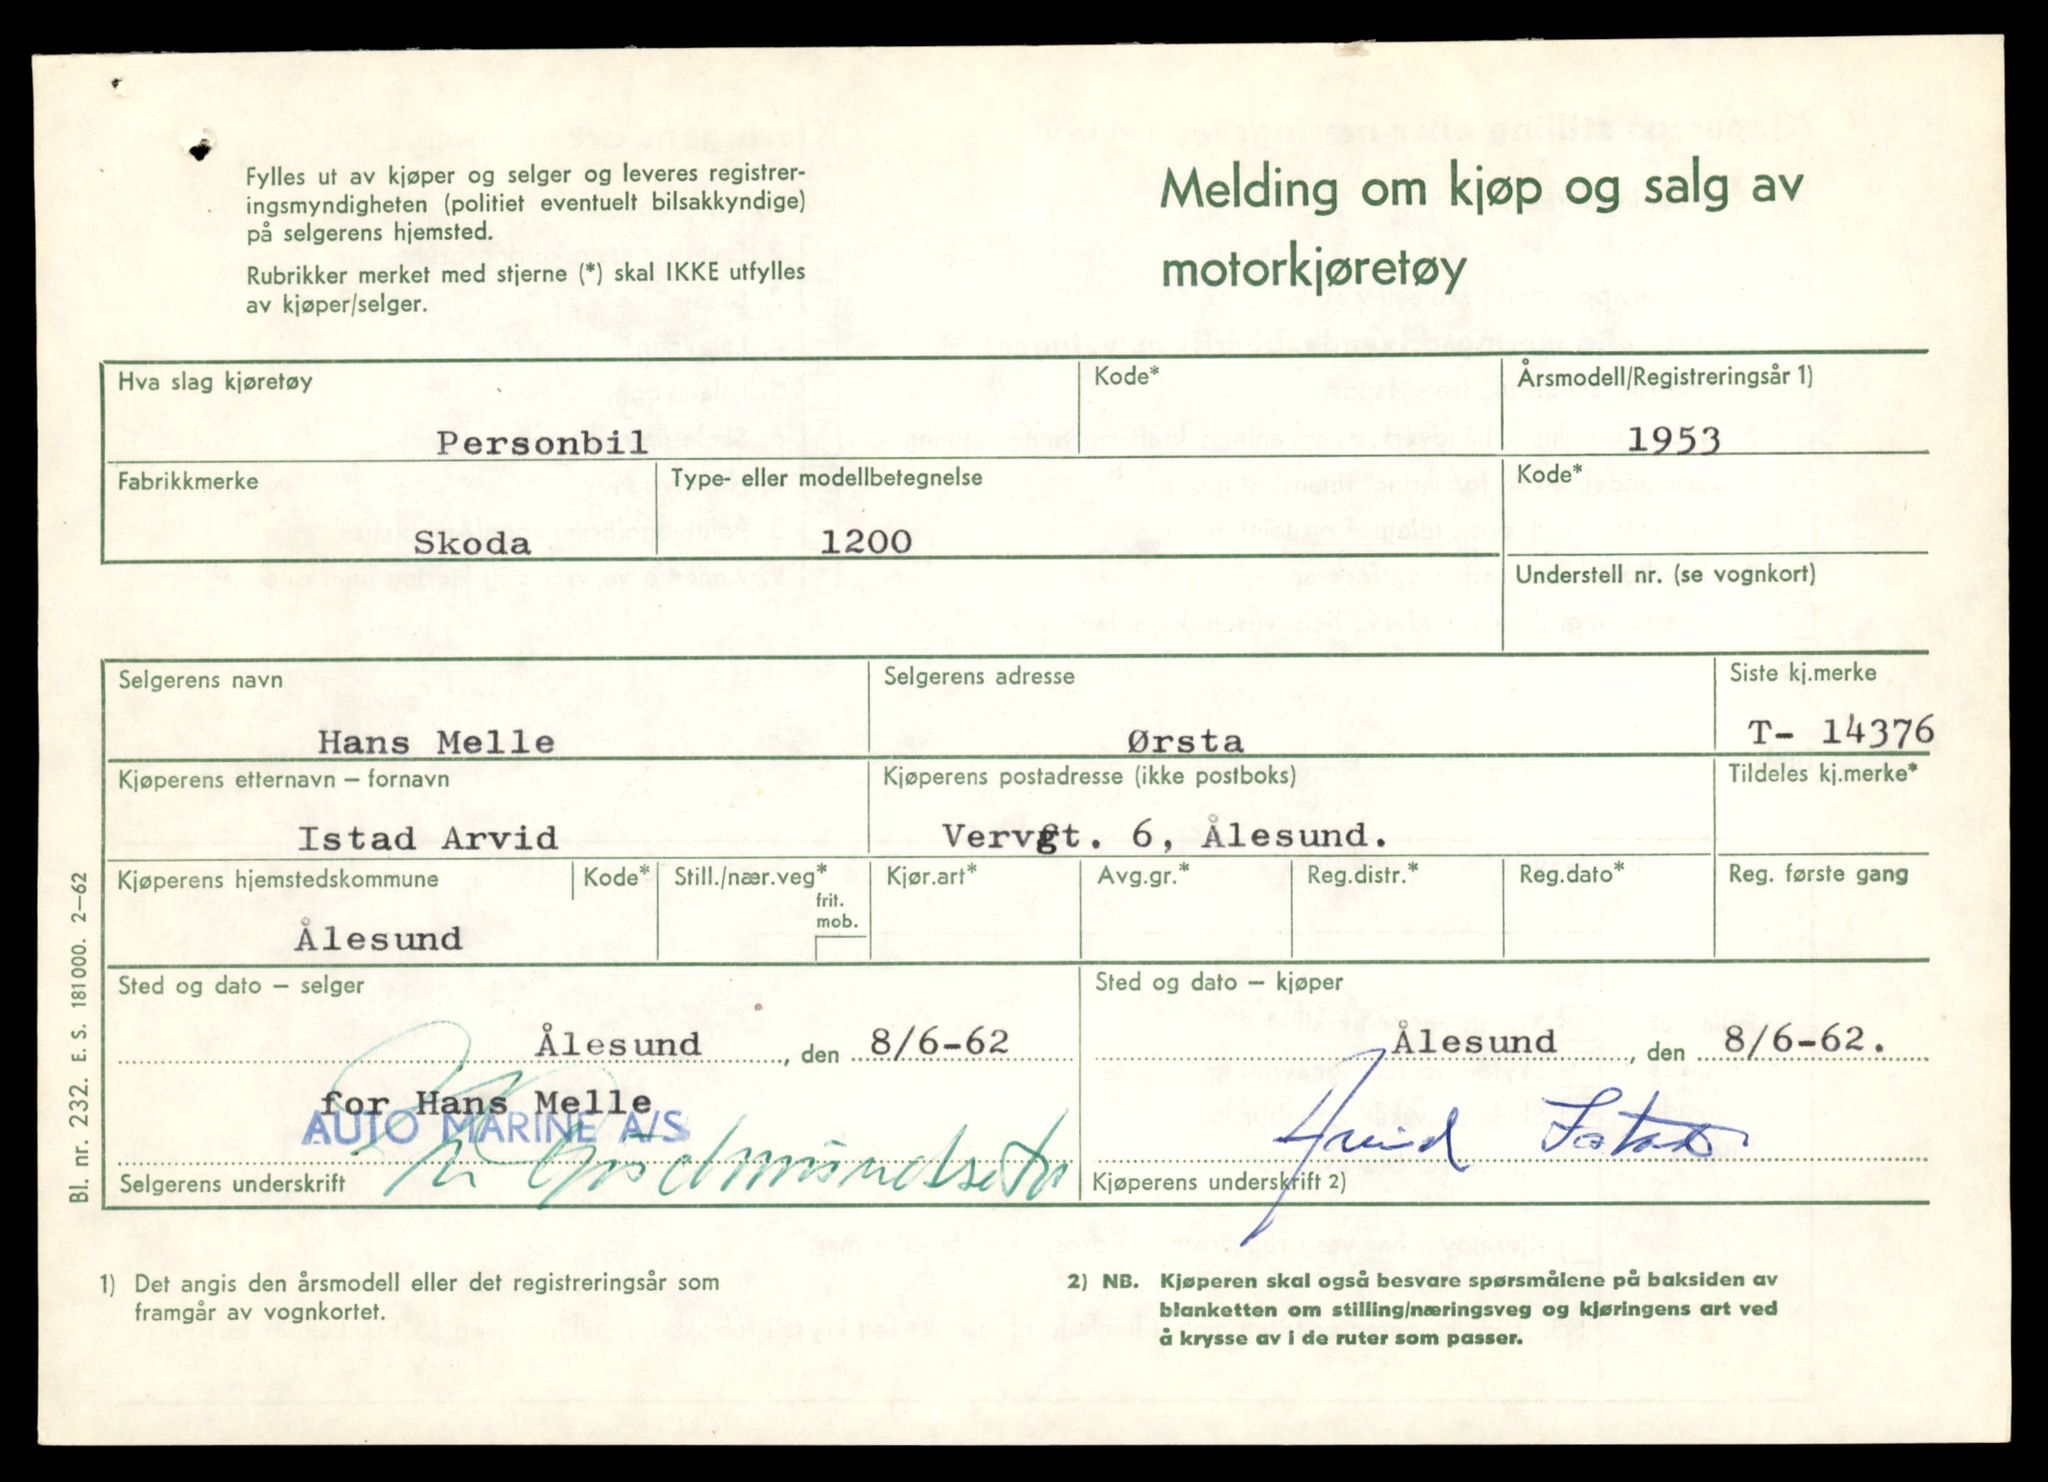 Fylles ut av kjøper og selger og leveres registrer-
ingsmyndigheten (politiet eventuelt bilsakkyndige)
på selgerens hjemsted.
Rubrikker merket med stjerne (*) skal IKKE utfylles
av kjøper/selger.
Melding om kjøp og salg av
motorkjøretøy
Hva slag kjøretøy
Personbil
Kode*
Årsmodell/Registreringsår 1)
1953
Fabrikkmerke
Skoda
Type- eller modellbetegnelse
1200
Kode*
Understell nr. (se vognkort)
Selgerens navn
Hans Melle
Selgerens adresse
Ørsta
Siste kj.merke
T- 14376
Kjøperens etternavn – fornavn
Istad Arvid
Kjøperens postadresse (ikke postboks)
Vervgt. 6, Ålesund.
Tildeles kj.merke*
Kjøperens hjemstedskommune
Ålesund
Kode*
Still./nær.veg*
frit.
mob.
Kjør.art*
Avg.gr.*
Reg.distr.*
Reg.dato*
Reg. første gang
Sted og dato – selger
Ålesund, den 8/6-62
for Hans Melle
AUTO MARINE A/S
Selgerens underskrift
Sted og dato – kjøper
Ålesund, den 8/6-62.
Arvid Istad
Kjøperens underskrift 2)
Bl. nr. 232. E. S. 181000. 2–62
1) Det angis den årsmodell eller det registreringsår som
framgår av vognkortet.
2) NB. Kjøperen skal også besvare spørsmålene på baksiden av
blanketten om stilling/næringsveg og kjøringens art ved
å krysse av i de ruter som passer.